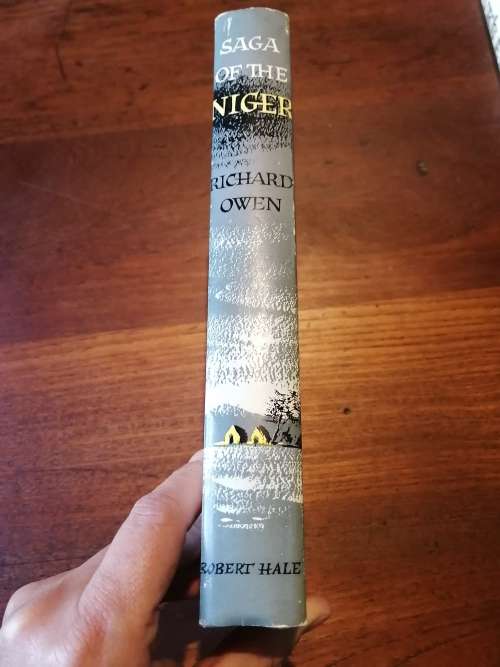 SAGA
OF THE
NIGER
RICHARD
OWEN
ROBERT HALE